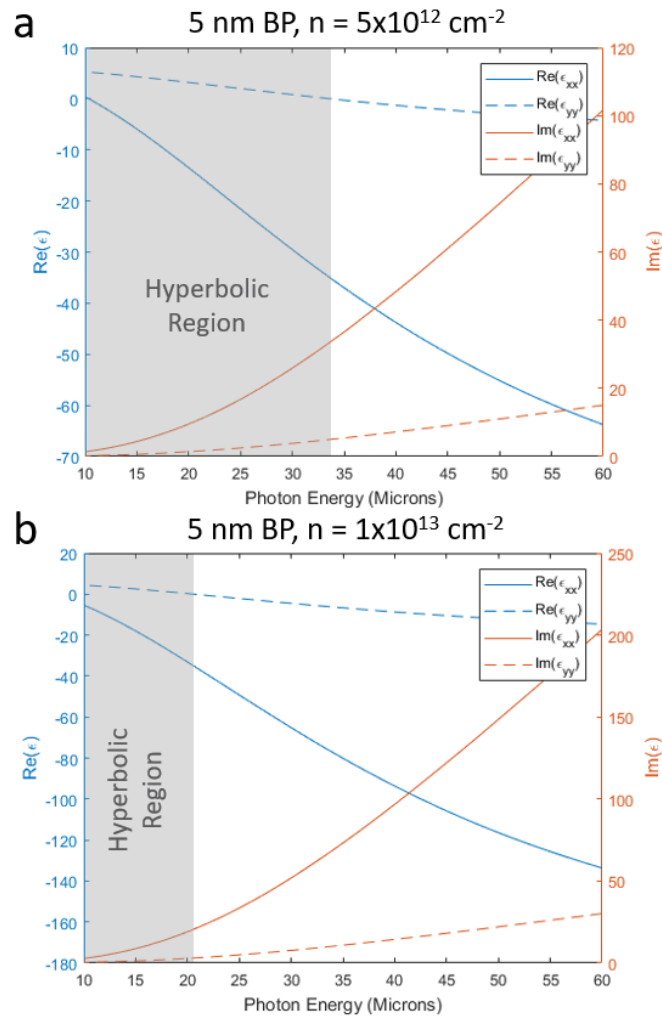 a
5 nm BP, n = 5x10¹² cm⁻²
10
0
-10
-20
-30
-40
-50
-60
-70
Re(ϵ)
120
100
80
60
40
20
0
Im(ϵ)
Re(ϵxx)
Re(ϵyy)
Im(ϵxx)
Im(ϵyy)
Hyperbolic
Region
10 15 20 25 30 35 40 45 50 55 60
Photon Energy (Microns)
b
5 nm BP, n = 1x10¹³ cm⁻²
20
0
-20
-40
-60
-80
-100
-120
-140
-160
-180
Re(ϵ)
250
200
150
100
50
0
Im(ϵ)
Re(ϵxx)
Re(ϵyy)
Im(ϵxx)
Im(ϵyy)
Hyperbolic
Region
10 15 20 25 30 35 40 45 50 55 60
Photon Energy (Microns)